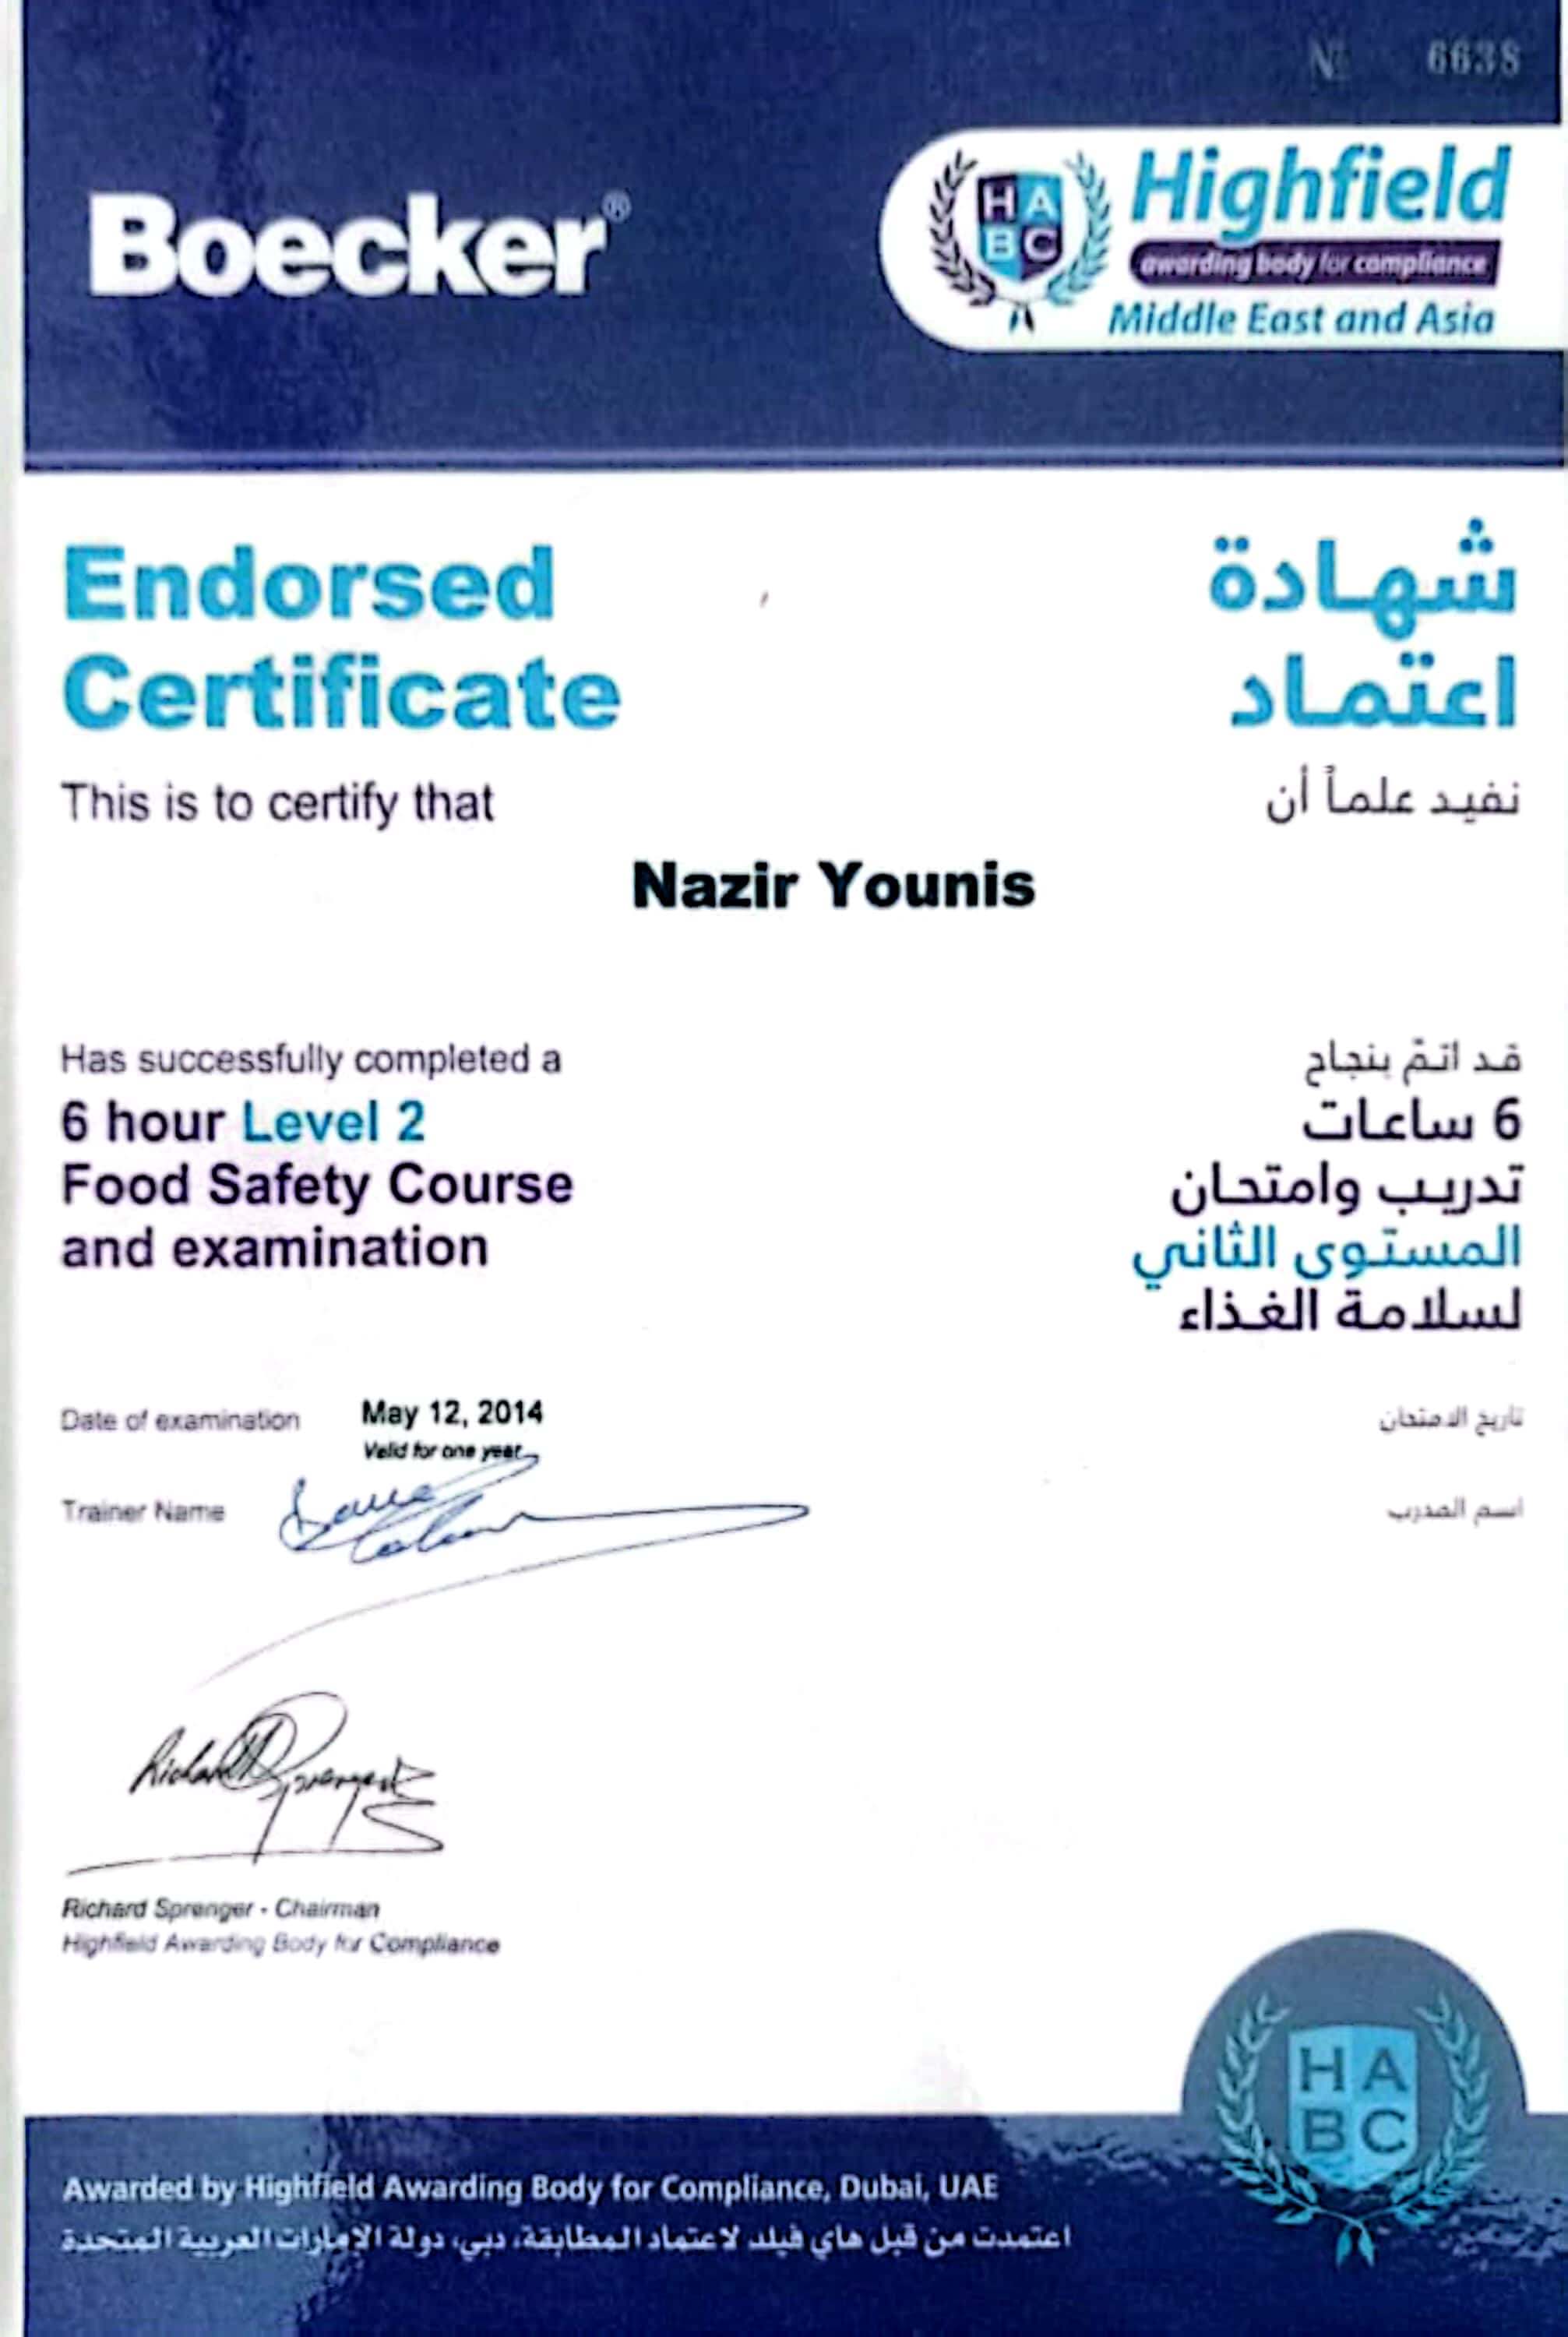 № 6638
Boecker®
HABC
Highfield
awarding body for compliance
Middle East and Asia
Endorsed
Certificate
شهادة
اعتماد
This is to certify that
نفيد علماً أن
Nazir Younis
Has successfully completed a
6 hour Level 2
Food Safety Course
and examination
قد اتمّ بنجاح
6 ساعات
تدريب وامتحان
المستوى الثاني
لسلامة الغذاء
Date of examination
May 12, 2014
Valid for one year
تاريخ الامتحان
Trainer Name
اسم المدرب
Richard Sprenger
Richard Sprenger - Chairman
Highfield Awarding Body for Compliance
HABC
Awarded by Highfield Awarding Body for Compliance, Dubai, UAE
اعتمدت من قبل هاي فيلد لاعتماد المطابقة، دبي، دولة الإمارات العربية المتحدة